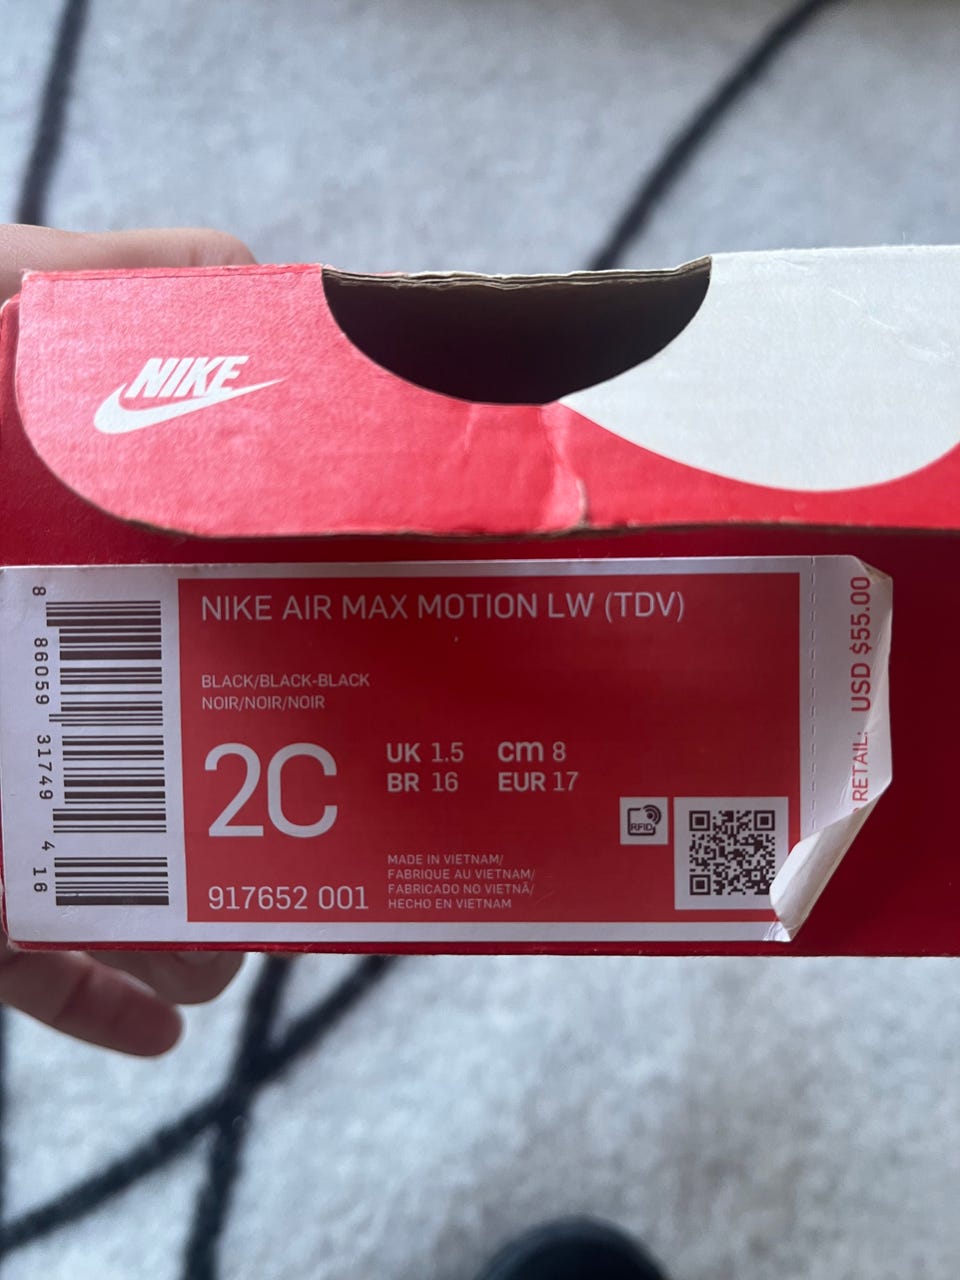 NIKE
NIKE AIR MAX MOTION LW (TDV)
BLACK/BLACK-BLACK
NOIR/NOIR/NOIR
2C
UK 1.5 cm 8
BR 16 EUR 17
RFID
MADE IN VIETNAM/
FABRIQUE AU VIETNAM/
FABRICADO NO VIETNÃ/
HECHO EN VIETNAM
917652 001
8 86059 31749 4 16
RETAIL: USD $55.00